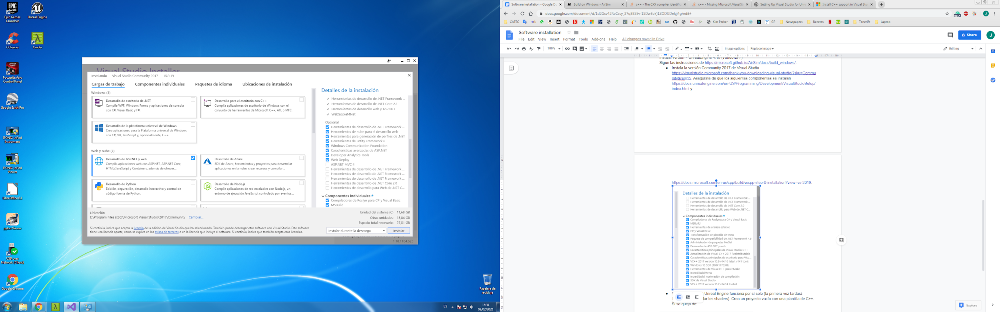 Epic Games
Launcher
Unreal Engine
CCleaner
Cmder
Focusrite Asio
Control Panel
Google Earth Pro
ISONIC utPod
Instrument
ISONIC utPod
Viewer
LibreOffice 6.1
pylon Viewer
USB over
Network (Client)
Google Chrome
Papelera de
reciclaje
Visual Studio Installer
Instalando — Visual Studio Community 2017 — 15.9.19
Cargas de trabajo
Componentes individuales
Paquetes de idioma
Ubicaciones de instalación
Windows (3)
Desarrollo de escritorio de .NET
Compile WPF, Windows Forms y aplicaciones de consola
con C#, Visual Basic y F#.
Desarrollo para el escritorio con C++
Compila aplicaciones de escritorio de Windows con el
conjunto de herramientas de Microsoft C++, ATL o MFC.
Desarrollo de la plataforma universal de Windows
Cree aplicaciones para la Plataforma universal de Windows
con C#, VB, JavaScript y, opcionalmente, C++.
Web y nube (7)
Desarrollo de ASP.NET y web
Compila aplicaciones web con ASP.NET, ASP.NET Core,
HTML/JavaScript y Containers, además de ofrecer...
Desarrollo de Azure
SDK de Azure, herramientas y proyectos para desarrollar
aplicaciones en la nube, crear recursos y compilar...
Desarrollo de Python
Edición, depuración, desarrollo interactivo y control de
código fuente de Python.
Desarrollo de Node.js
Compile aplicaciones de red escalables con Node.js, un
entorno de ejecución JavaScript controlado por eventos...
Detalles de la instalación
Herramientas de desarrollo de .NET Framework ...
Herramientas de desarrollo de .NET Core 2.1
Herramientas de desarrollo web y ASP.NET
WebSocket4Net
Opcional
Herramientas de desarrollo de .NET Framework ...
Herramientas de nube para el desarrollo web
Herramientas para generación de perfiles de .NET
Herramientas de Entity Framework 6
Windows Communication Foundation
Características avanzadas de ASP.NET
Developer Analytics Tools
Web Deploy
ASP.NET MVC 4
Herramientas de desarrollo de .NET Framework ...
Herramientas de desarrollo de .NET Framework ...
Herramientas de desarrollo de .NET Framework ...
Herramientas de desarrollo de .NET Core 2.0
Herramientas de desarrollo para Web de .NET C...
Componentes individuales *
Compiladores de Roslyn para C# y Visual Basic
MSBuild
Ubicación
E:\Program Files (x86)\Microsoft Visual Studio\2017\Community Cambiar...
Unidad del sistema (C) 11,68 GB
Otras unidades: 15,84 GB
Espacio total necesario: 27,51 GB
Si continúa, indica que acepta la licencia de la edición de Visual Studio que ha seleccionado. También puede descargar otro software con Visual Studio. Este software
tiene una licencia aparte, como se explica en los avisos de terceros o en la licencia que incluye el software. Si continúa, indica que también acepta esas licencias.
Instalar durante la descarga
Instalar
1.18.1104.625
ES
15:37
03/02/2020
Software installation - Google Do
Build on Windows - AirSim
c++ - The CXX compiler identific
c++ - Missing Microsoft.VisualSt
Setting Up Visual Studio for Unre
Install C++ support in Visual Stu
docs.google.com/document/d/1d2Gcv42ReCscy_37q8BSEv-1SDw8oYj1ZODGDnkjj4g/edit#
CATEC
Kim Parker
GP
Newspapers
Recetas
Tenerife
Laptop
Software installation
File Edit View Insert Format Tools Add-ons Help All changes saved in Drive
Share
J
100%
Image options
Replace image
Editing
Instalar AirSim + UnrealEngine 4.18 (Windows 7)
Sigue las instrucciones de https://microsoft.github.io/AirSim/docs/build_windows/.
Instala la versión Community 2017 de Visual Studio
https://visualstudio.microsoft.com/thank-you-downloading-visual-studio/?sku=Commu
nity&rel=15. Asegúrate de que los siguientes componentes se instalan
https://docs.unrealengine.com/en-US/Programming/Development/VisualStudioSetup/
index.html y
https://docs.microsoft.com/en-us/cpp/build/vscpp-step-0-installation?view=vs-2019
Detalles de la instalación
Herramientas de desarrollo de .NET Framework ...
Herramientas de desarrollo de .NET Framework ...
Herramientas de desarrollo de .NET Core 2.0
Herramientas de desarrollo para Web de .NET C...
Componentes individuales *
Compiladores de Roslyn para C# y Visual Basic
MSBuild
Herramientas de análisis estático
C# y Visual Basic
Transformación de plantilla de texto
Paquete de compatibilidad de .NET Framework 4.6
Administrador de paquetes NuGet
Desarrollo de ASP.NET y web
Características principales de Visual Studio C++
Actualización de Visual C++ 2017 Redistributable
Características principales de escritorio para Visu...
VC++ 2017 version 15.9 v14.16 latest v141 tools
Windows 10 SDK (10.0.17763.0)
Herramientas de Visual C++ para CMake
IncrediBuildMenu
IncrediBuild: Aceleración de compilación
SDK de Visual Studio
VC++ 2017 version 15.7 v14.14 toolset
Unreal Engine funciona por sí solo (la primera vez tardará
lar los shaders). Crea un proyecto vacío con una plantilla de C++.
Si se queja de:
Explore